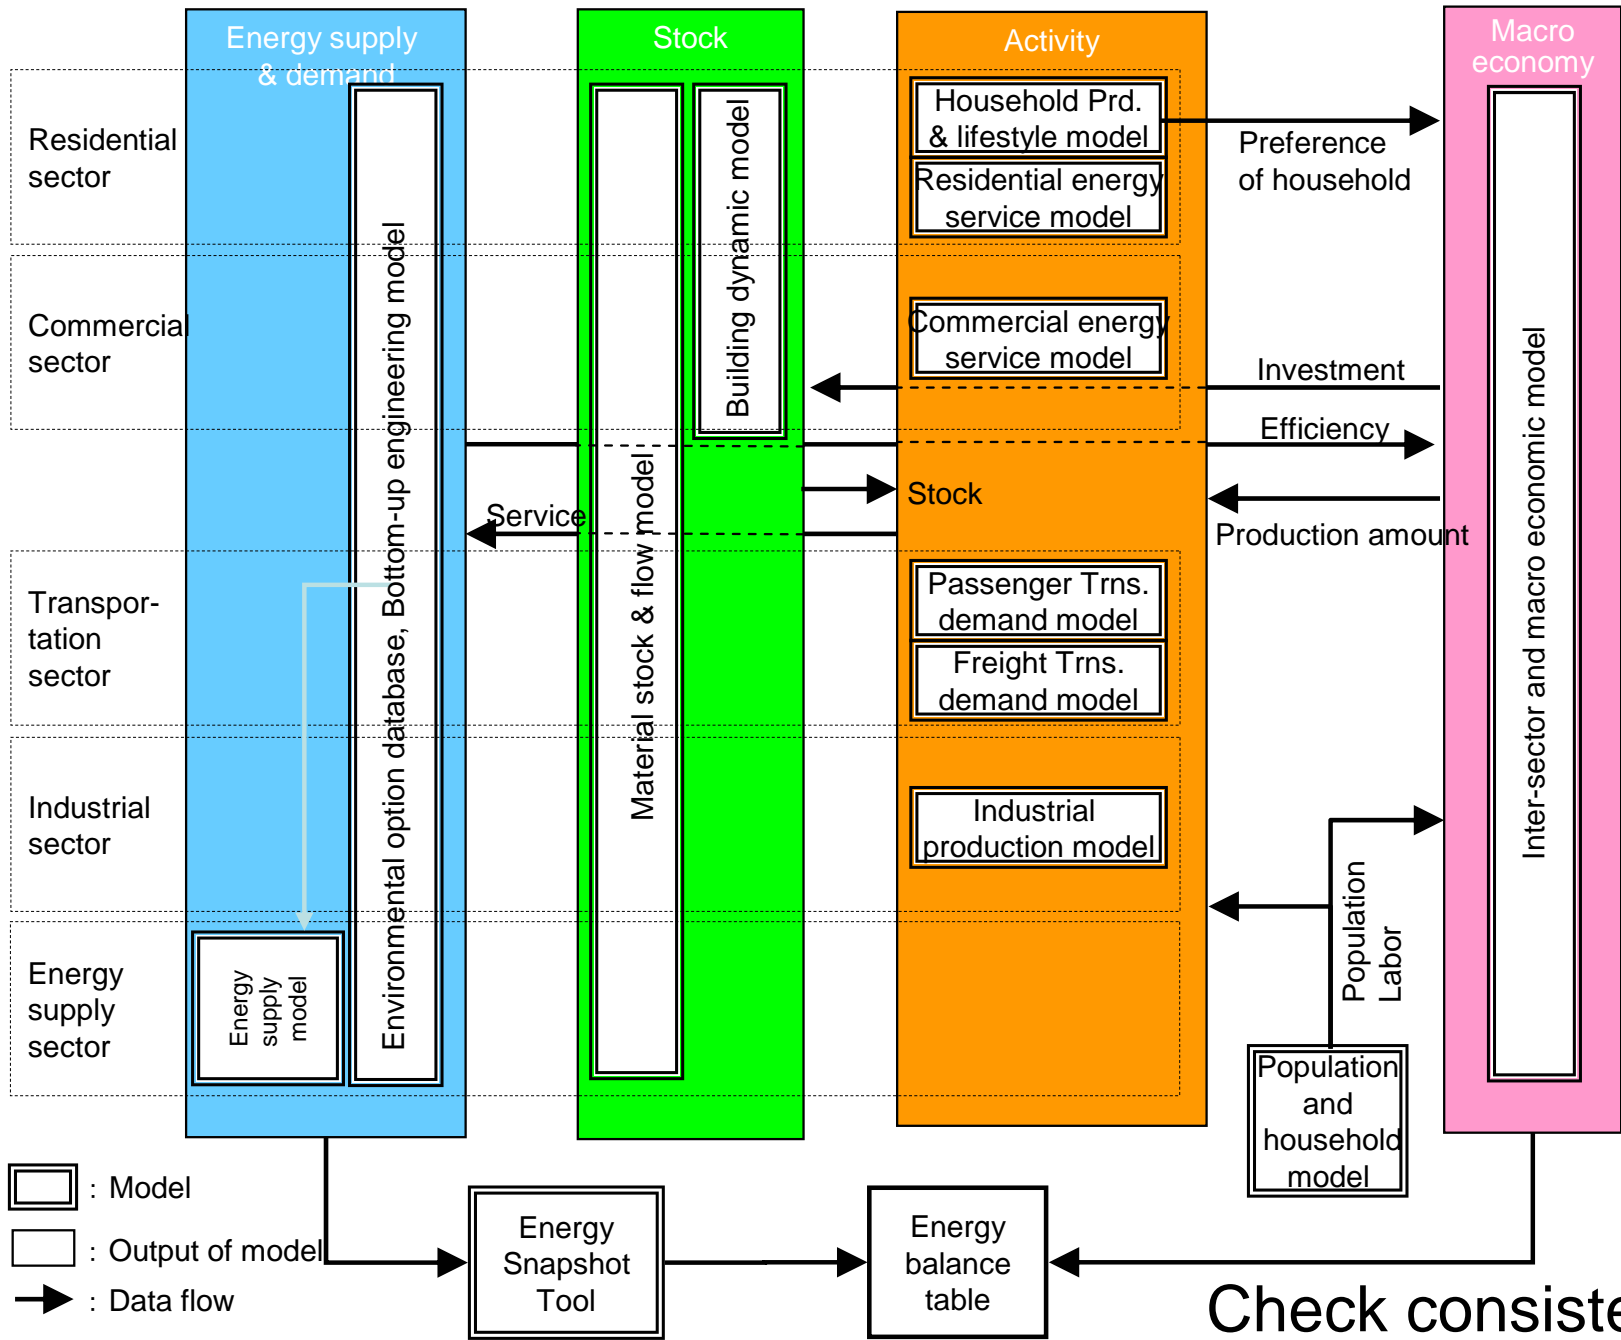 Energy supply
& demand
Stock
Activity
Macro
economy
Residential
sector
Commercial
sector
Transpor-
tation
sector
Industrial
sector
Energy
supply
sector
Environmental option database, Bottom-up engineering model
Energy
supply
model
Material stock & flow model
Building dynamic model
Household Prd.
& lifestyle model
Residential energy
service model
Commercial energy
service model
Passenger Trns.
demand model
Freight Trns.
demand model
Industrial
production model
Inter-sector and macro economic model
Preference
of household
Investment
Efficiency
Stock
Service
Production amount
Population
Labor
Population
and
household
model
: Model
: Output of model
: Data flow
Energy
Snapshot
Tool
Energy
balance
table
Check consiste